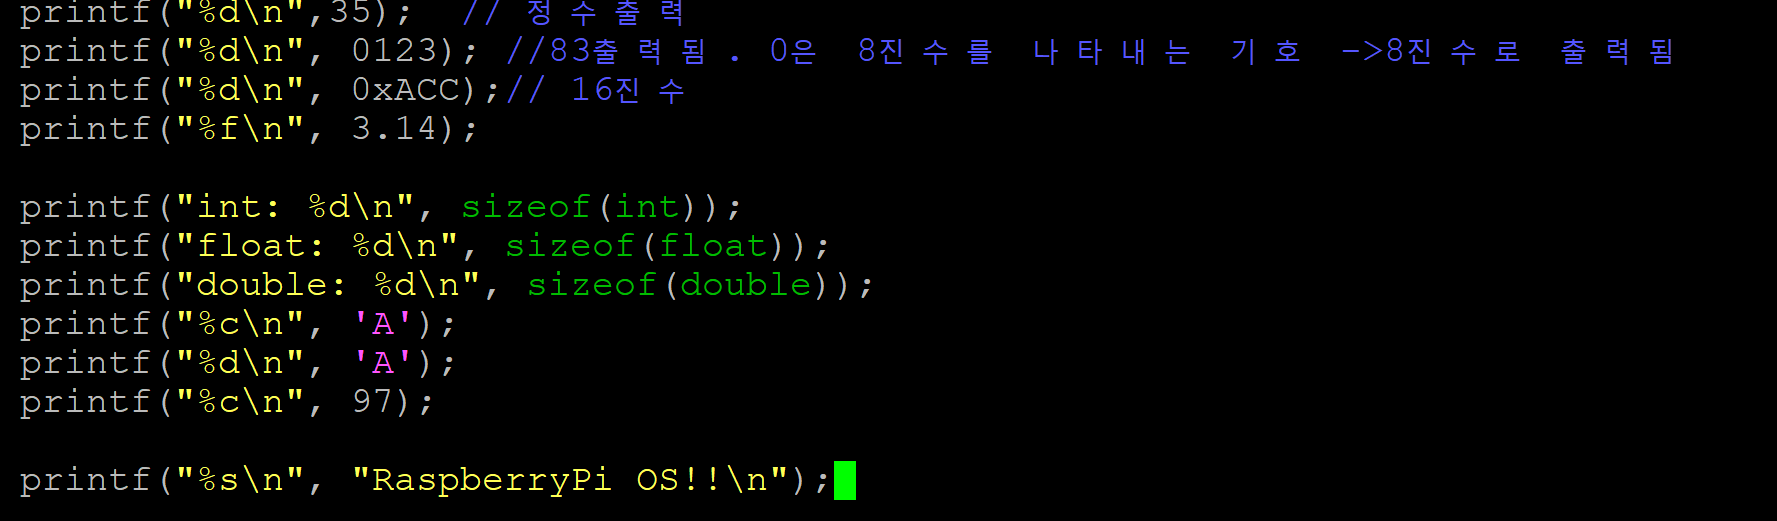 printf("%d\n",35);  // 정수출력
printf("%d\n", 0123); //83출력됨. 0은 8진수를 나타내는 기호 ->8진수로 출력됨
printf("%d\n", 0xACC);// 16진수
printf("%f\n", 3.14);
printf("int: %d\n", sizeof(int));
printf("float: %d\n", sizeof(float));
printf("double: %d\n", sizeof(double));
printf("%c\n", 'A');
printf("%d\n", 'A');
printf("%c\n", 97);
printf("%s\n", "RaspberryPi OS!!\n");